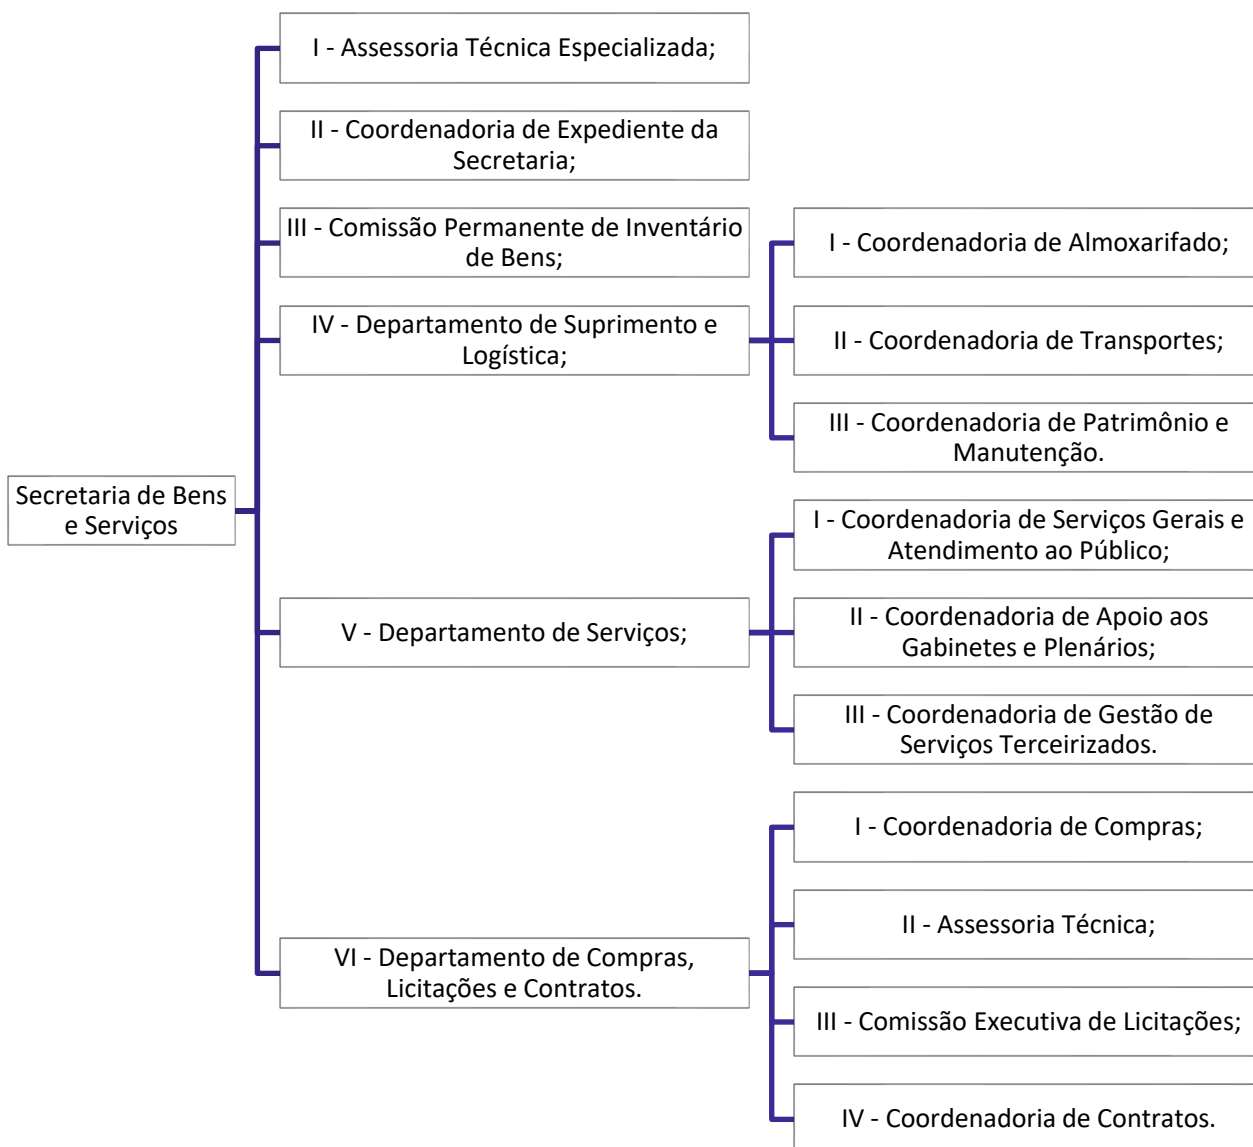 Secretaria de Bens
e Serviços
I - Assessoria Técnica Especializada;
II - Coordenadoria de Expediente da
Secretaria;
III - Comissão Permanente de Inventário
de Bens;
IV - Departamento de Suprimento e
Logística;
I - Coordenadoria de Almoxarifado;
II - Coordenadoria de Transportes;
III - Coordenadoria de Patrimônio e
Manutenção.
V - Departamento de Serviços;
I - Coordenadoria de Serviços Gerais e
Atendimento ao Público;
II - Coordenadoria de Apoio aos
Gabinetes e Plenários;
III - Coordenadoria de Gestão de
Serviços Terceirizados.
VI - Departamento de Compras,
Licitações e Contratos.
I - Coordenadoria de Compras;
II - Assessoria Técnica;
III - Comissão Executiva de Licitações;
IV - Coordenadoria de Contratos.